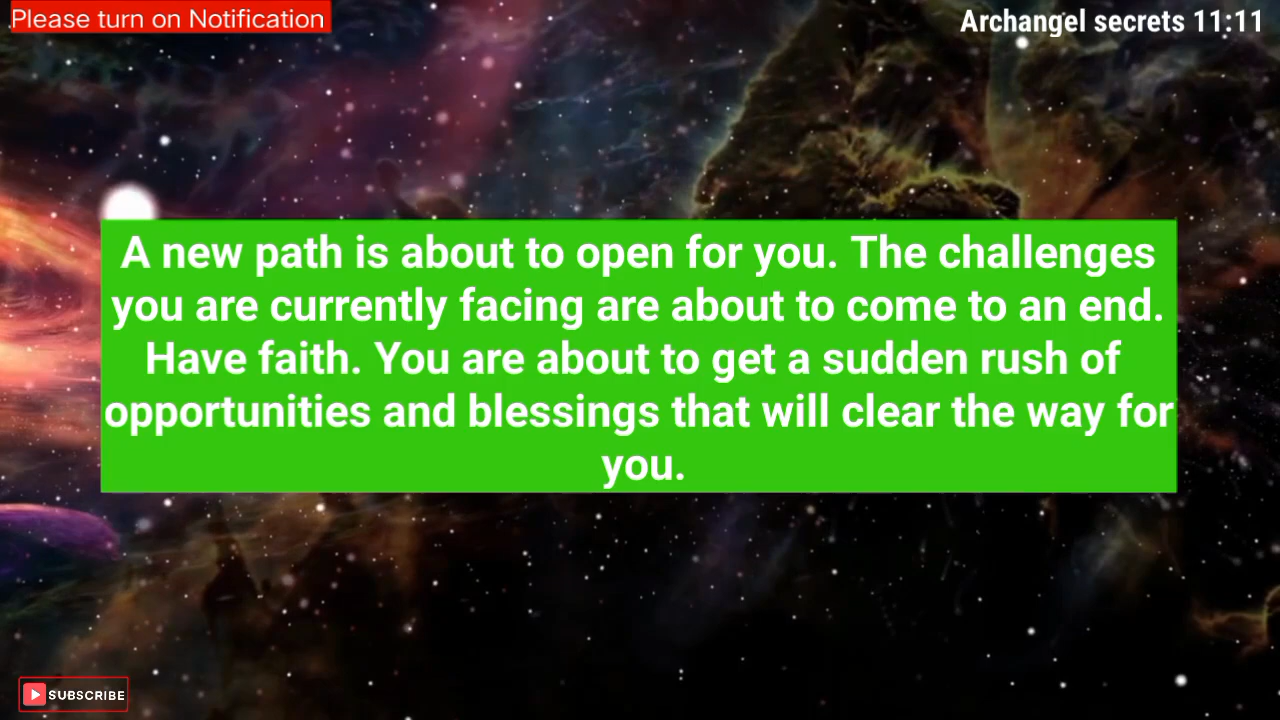 Please turn on Notification
Archangel secrets 11:11
A new path is about to open for you. The challenges
you are currently facing are about to come to an end.
Have faith. You are about to get a sudden rush of
opportunities and blessings that will clear the way for
you.
SUBSCRIBE